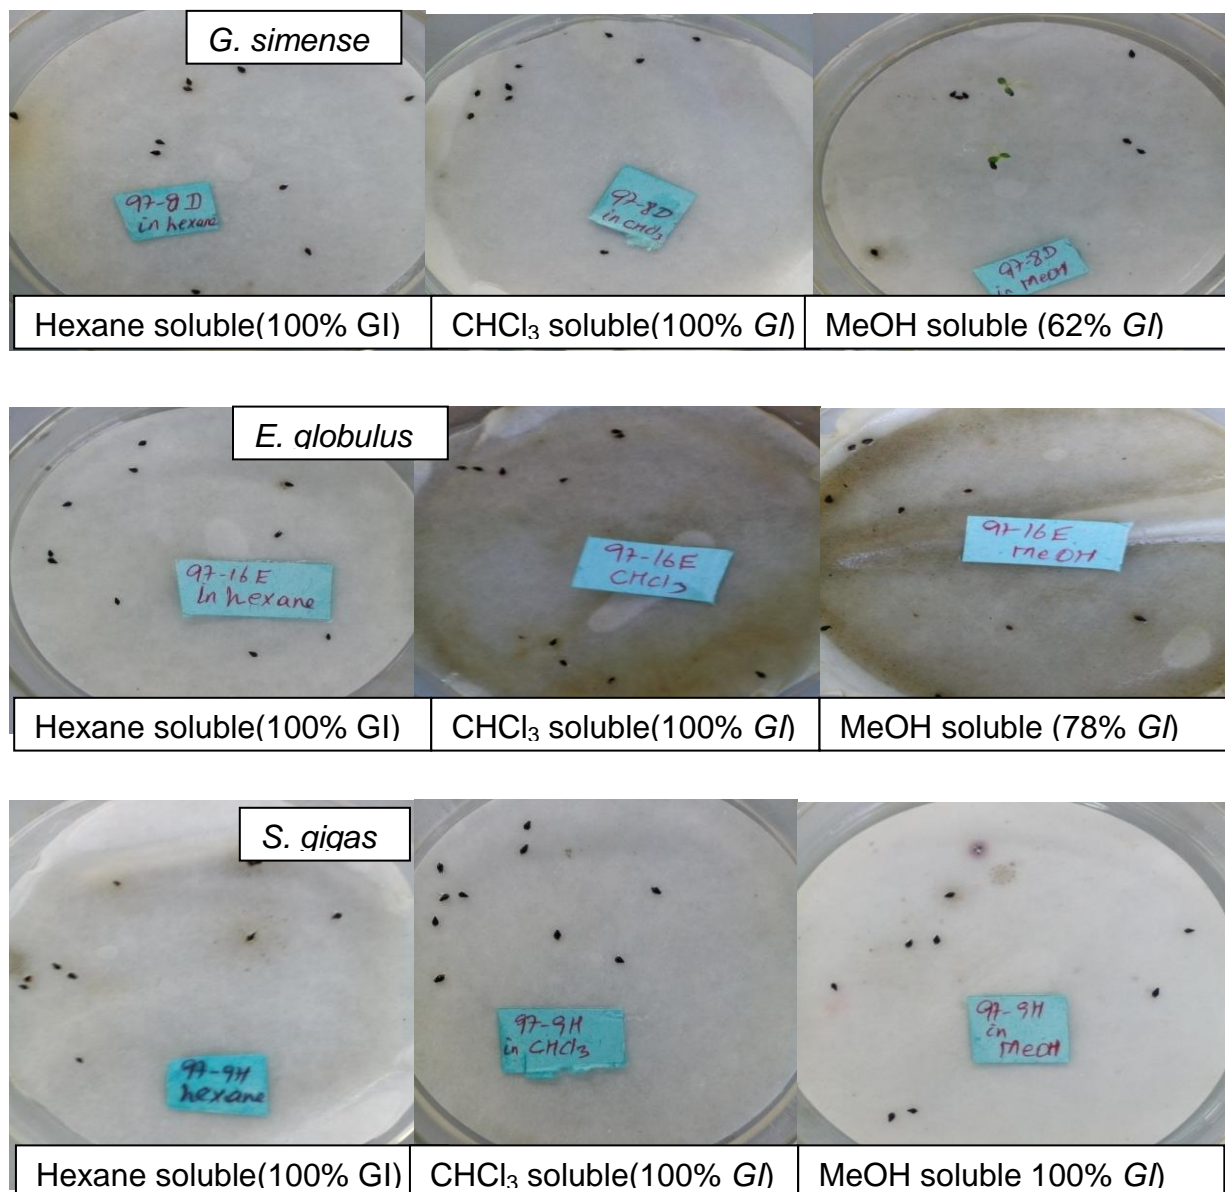 G. simense
97-8D
in hexane
97-8D
in CHCl3
97-8D
in MeOH
Hexane soluble(100% GI)
CHCl₃ soluble(100% GI)
MeOH soluble (62% GI)
E. globulus
97-16E
In hexane
97-16E
CHCl3
97-16E
MeOH
Hexane soluble(100% GI)
CHCl₃ soluble(100% GI)
MeOH soluble (78% GI)
S. gigas
97-9H
hexane
97-9H
in CHCl3
97-9H
in
MeOH
Hexane soluble(100% GI)
CHCl₃ soluble(100% GI)
MeOH soluble 100% GI)